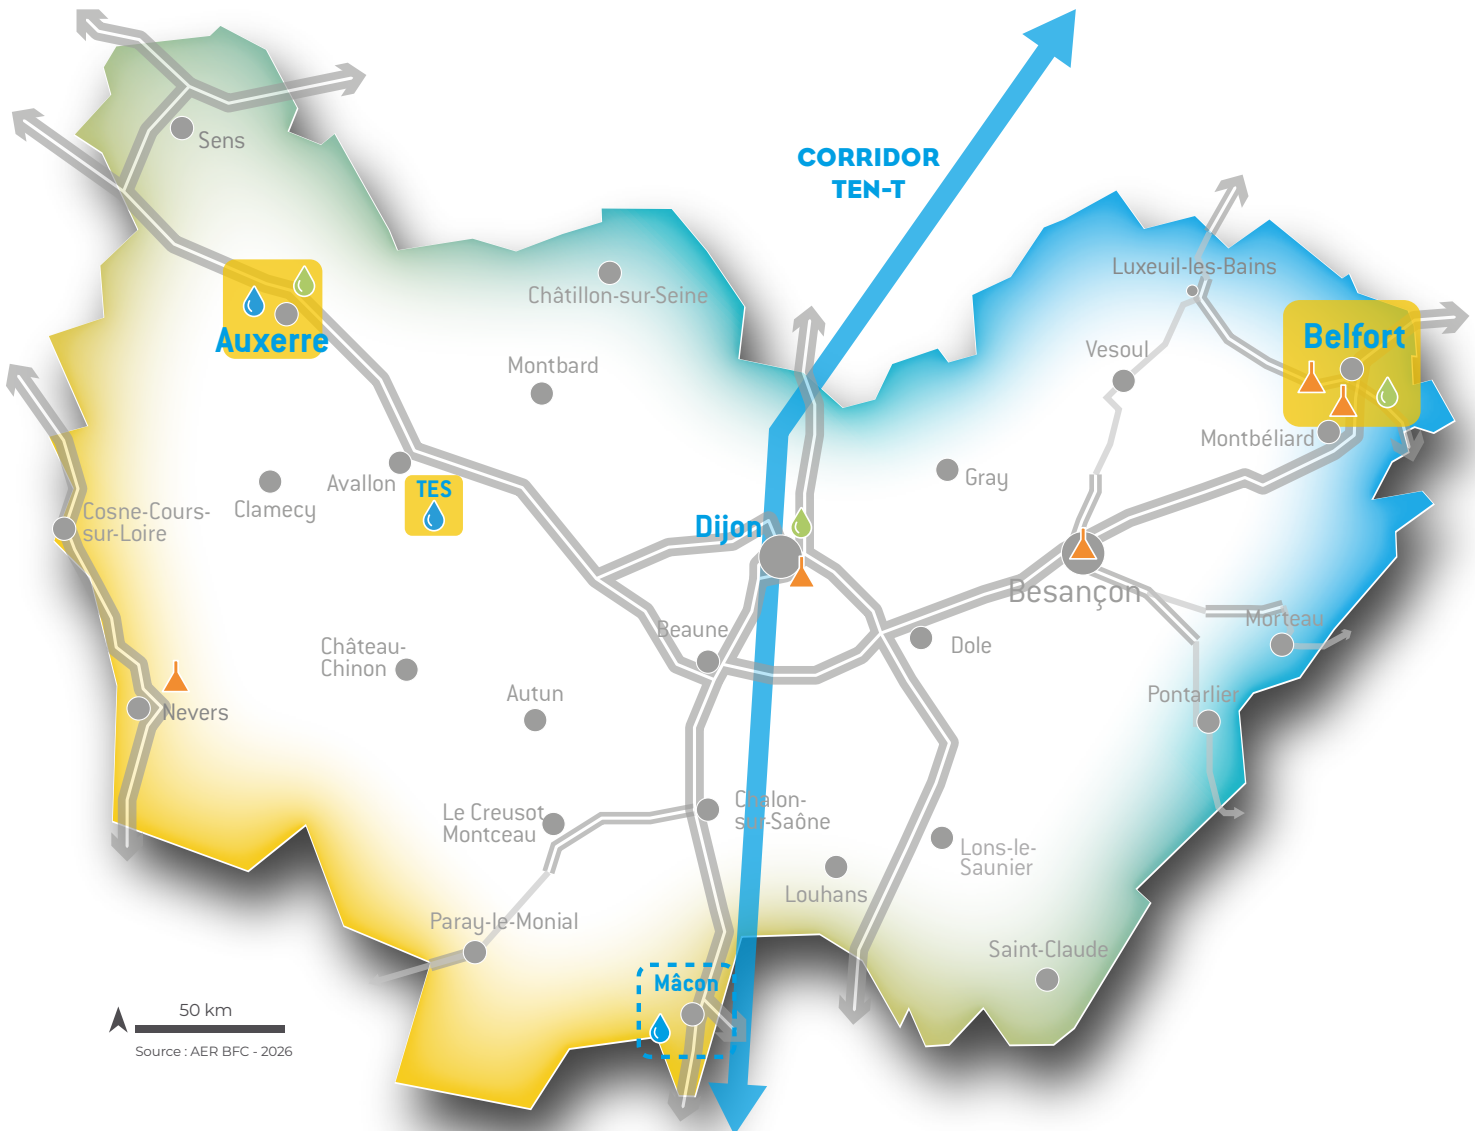 CORRIDOR
TEN-T
Sens
Luxeuil-les-Bains
Châtillon-sur-Seine
Auxerre
Belfort
Vesoul
Montbard
Montbéliard
Gray
Avallon
TES
Clamecy
Cosne-Cours-
sur-Loire
Dijon
Besançon
Morteau
Beaune
Dole
Château-
Chinon
Autun
Pontarlier
Nevers
Chalon-
sur-Saône
Le Creusot
Montceau
Lons-le-
Saunier
Louhans
Paray-le-Monial
Saint-Claude
Mâcon
50 km
Source : AER BFC - 2026